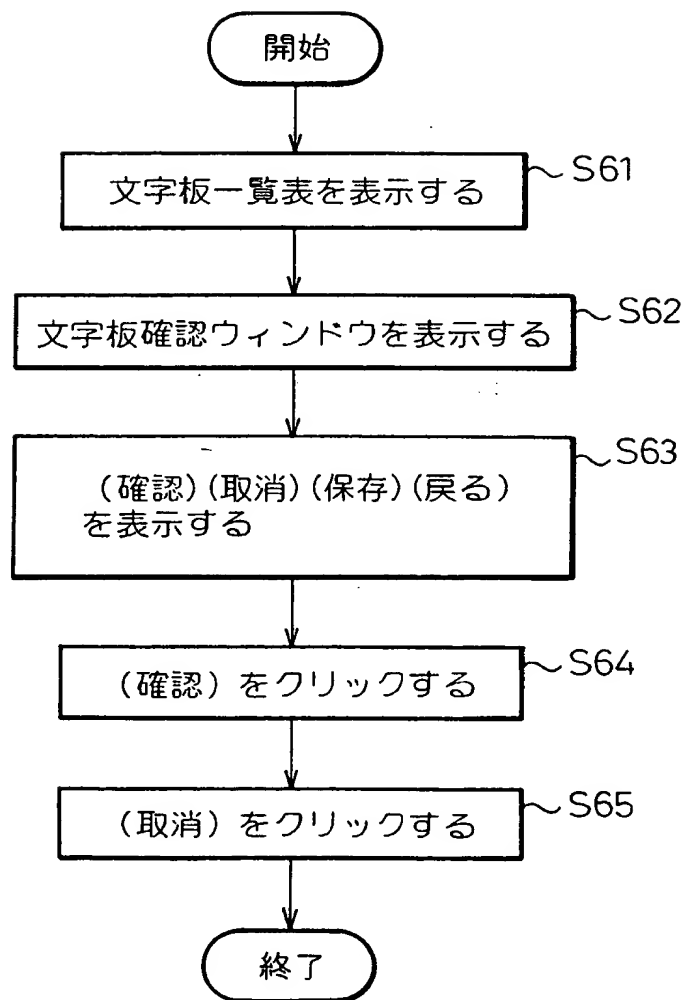 開始
文字板一覧表を表示する
S61
文字板確認ウィンドウを表示する
S62
（確認）（取消）（保存）（戻る）
を表示する
S63
（確認）をクリックする
S64
（取消）をクリックする
S65
終了